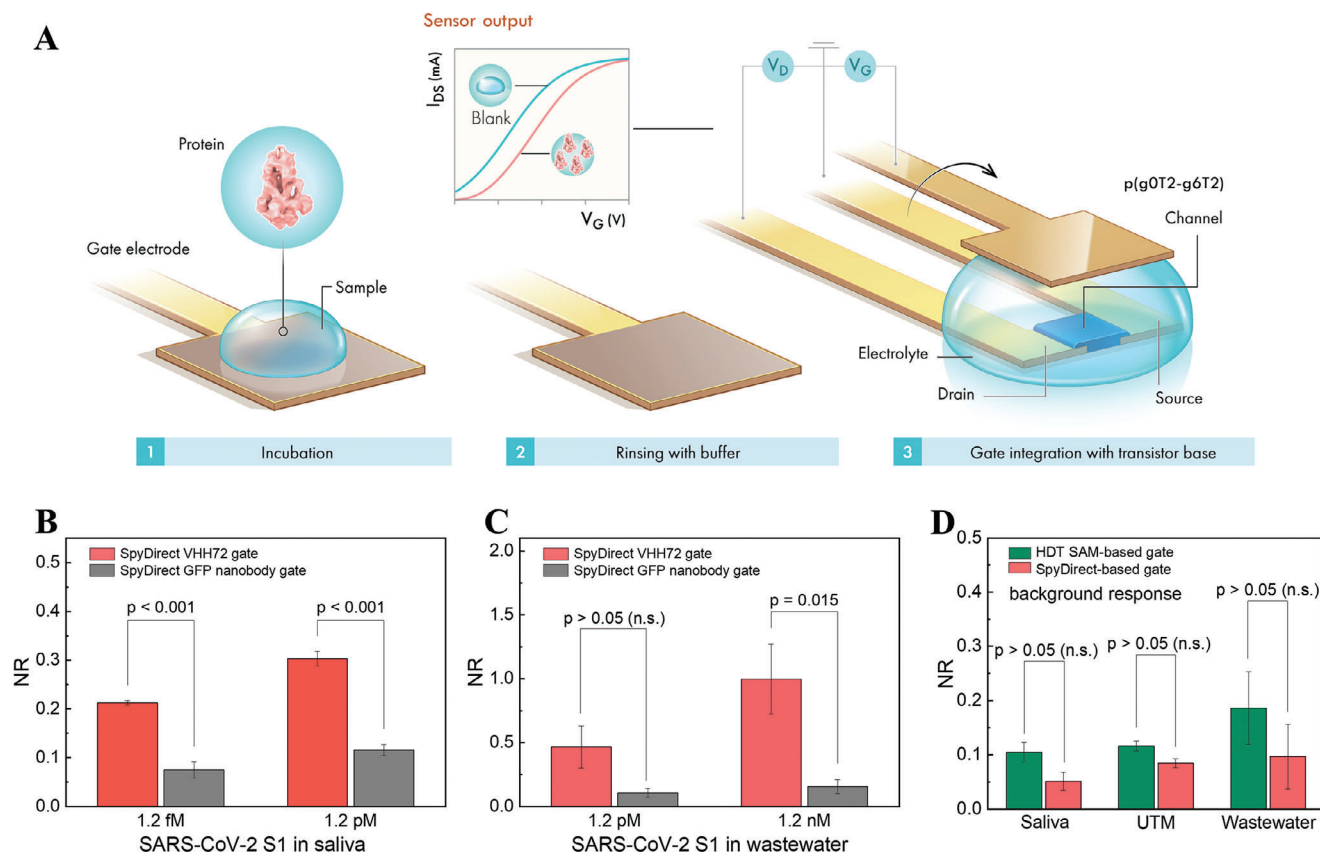 A
Sensor output
I_DS (mA)
Blank
V_G (V)
V_D
V_G
Protein
Gate electrode
Sample
p(g0T2-g6T2)
Channel
Electrolyte
Drain
Source
1 Incubation
2 Rinsing with buffer
3 Gate integration with transistor base
B
SpyDirect VHH72 gate
SpyDirect GFP nanobody gate
p < 0.001
p < 0.001
NR
0.5
0.4
0.3
0.2
0.1
0.0
1.2 fM
1.2 pM
SARS-CoV-2 S1 in saliva
C
SpyDirect VHH72 gate
SpyDirect GFP nanobody gate
p > 0.05 (n.s.)
p = 0.015
NR
2.0
1.5
1.0
0.5
0.0
1.2 pM
1.2 nM
SARS-CoV-2 S1 in wastewater
D
HDT SAM-based gate
SpyDirect-based gate
background response
p > 0.05 (n.s.)
p > 0.05 (n.s.)
p > 0.05 (n.s.)
NR
0.5
0.4
0.3
0.2
0.1
0.0
Saliva
UTM
Wastewater